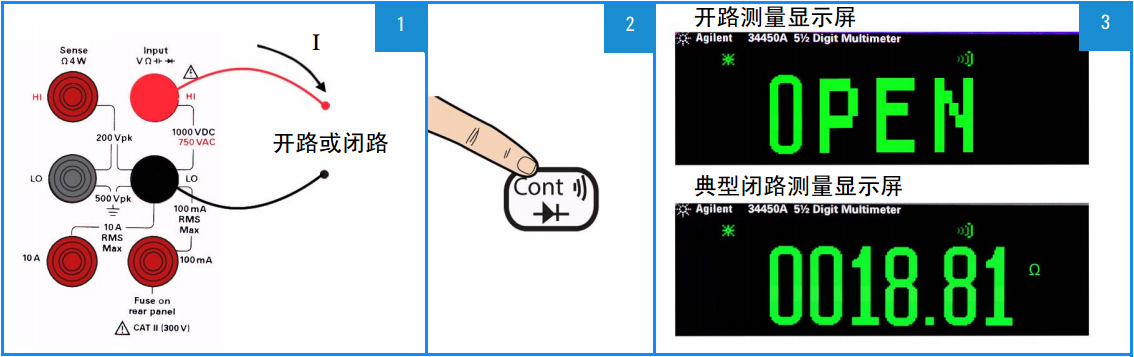 1
I
Sense
Ω 4 W
Input
V Ω
HI
HI
1000 VDC
750 VAC
200 Vpk
开路或闭路
LO
LO
500 Vpk
100 mA
RMS
Max
10 A
RMS
Max
10 A
100 mA
Fuse on
rear panel
CAT II (300 V)
2
Cont
3
开路测量显示屏
Agilent 34450A 5½ Digit Multimeter
OPEN
典型闭路测量显示屏
Agilent 34450A 5½ Digit Multimeter
0018.81 Ω